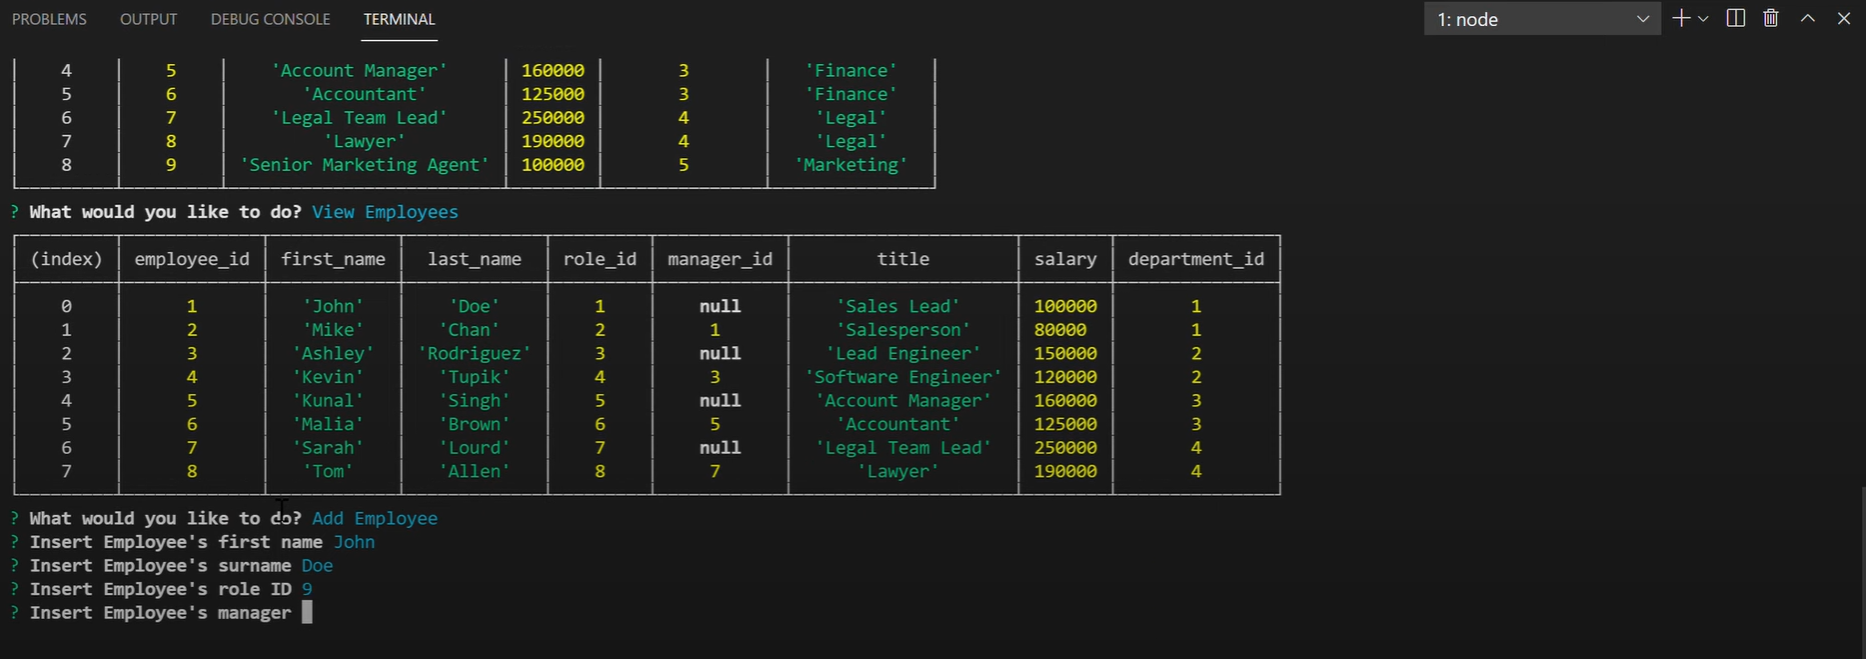 PROBLEMS OUTPUT DEBUG CONSOLE TERMINAL 1: node
4 5 'Account Manager' 160000 3 'Finance'
5 6 'Accountant' 125000 3 'Finance'
6 7 'Legal Team Lead' 250000 4 'Legal'
7 8 'Lawyer' 190000 4 'Legal'
8 9 'Senior Marketing Agent' 100000 5 'Marketing'
? What would you like to do? View Employees
(index) employee_id first_name last_name role_id manager_id title salary department_id
0 1 'John' 'Doe' 1 null 'Sales Lead' 100000 1
1 2 'Mike' 'Chan' 2 1 'Salesperson' 80000 1
2 3 'Ashley' 'Rodriguez' 3 null 'Lead Engineer' 150000 2
3 4 'Kevin' 'Tupik' 4 3 'Software Engineer' 120000 2
4 5 'Kunal' 'Singh' 5 null 'Account Manager' 160000 3
5 6 'Malia' 'Brown' 6 5 'Accountant' 125000 3
6 7 'Sarah' 'Lourd' 7 null 'Legal Team Lead' 250000 4
7 8 'Tom' 'Allen' 8 7 'Lawyer' 190000 4
? What would you like to do? Add Employee
? Insert Employee's first name John
? Insert Employee's surname Doe
? Insert Employee's role ID 9
? Insert Employee's manager